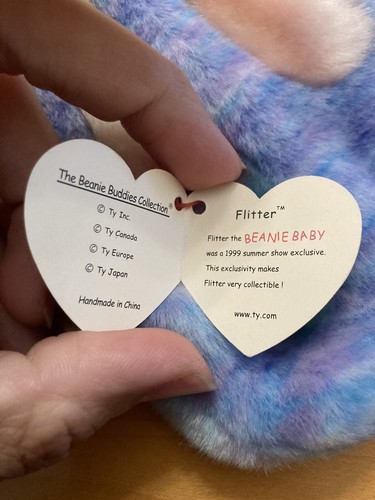 The Beanie Buddies Collection®
© Ty Inc.
© Ty Canada
© Ty Europe
© Ty Japan
Handmade in China
Flitter™
Flitter the BEANIE BABY
was a 1999 summer show exclusive.
This exclusivity makes
Flitter very collectible !
www.ty.com